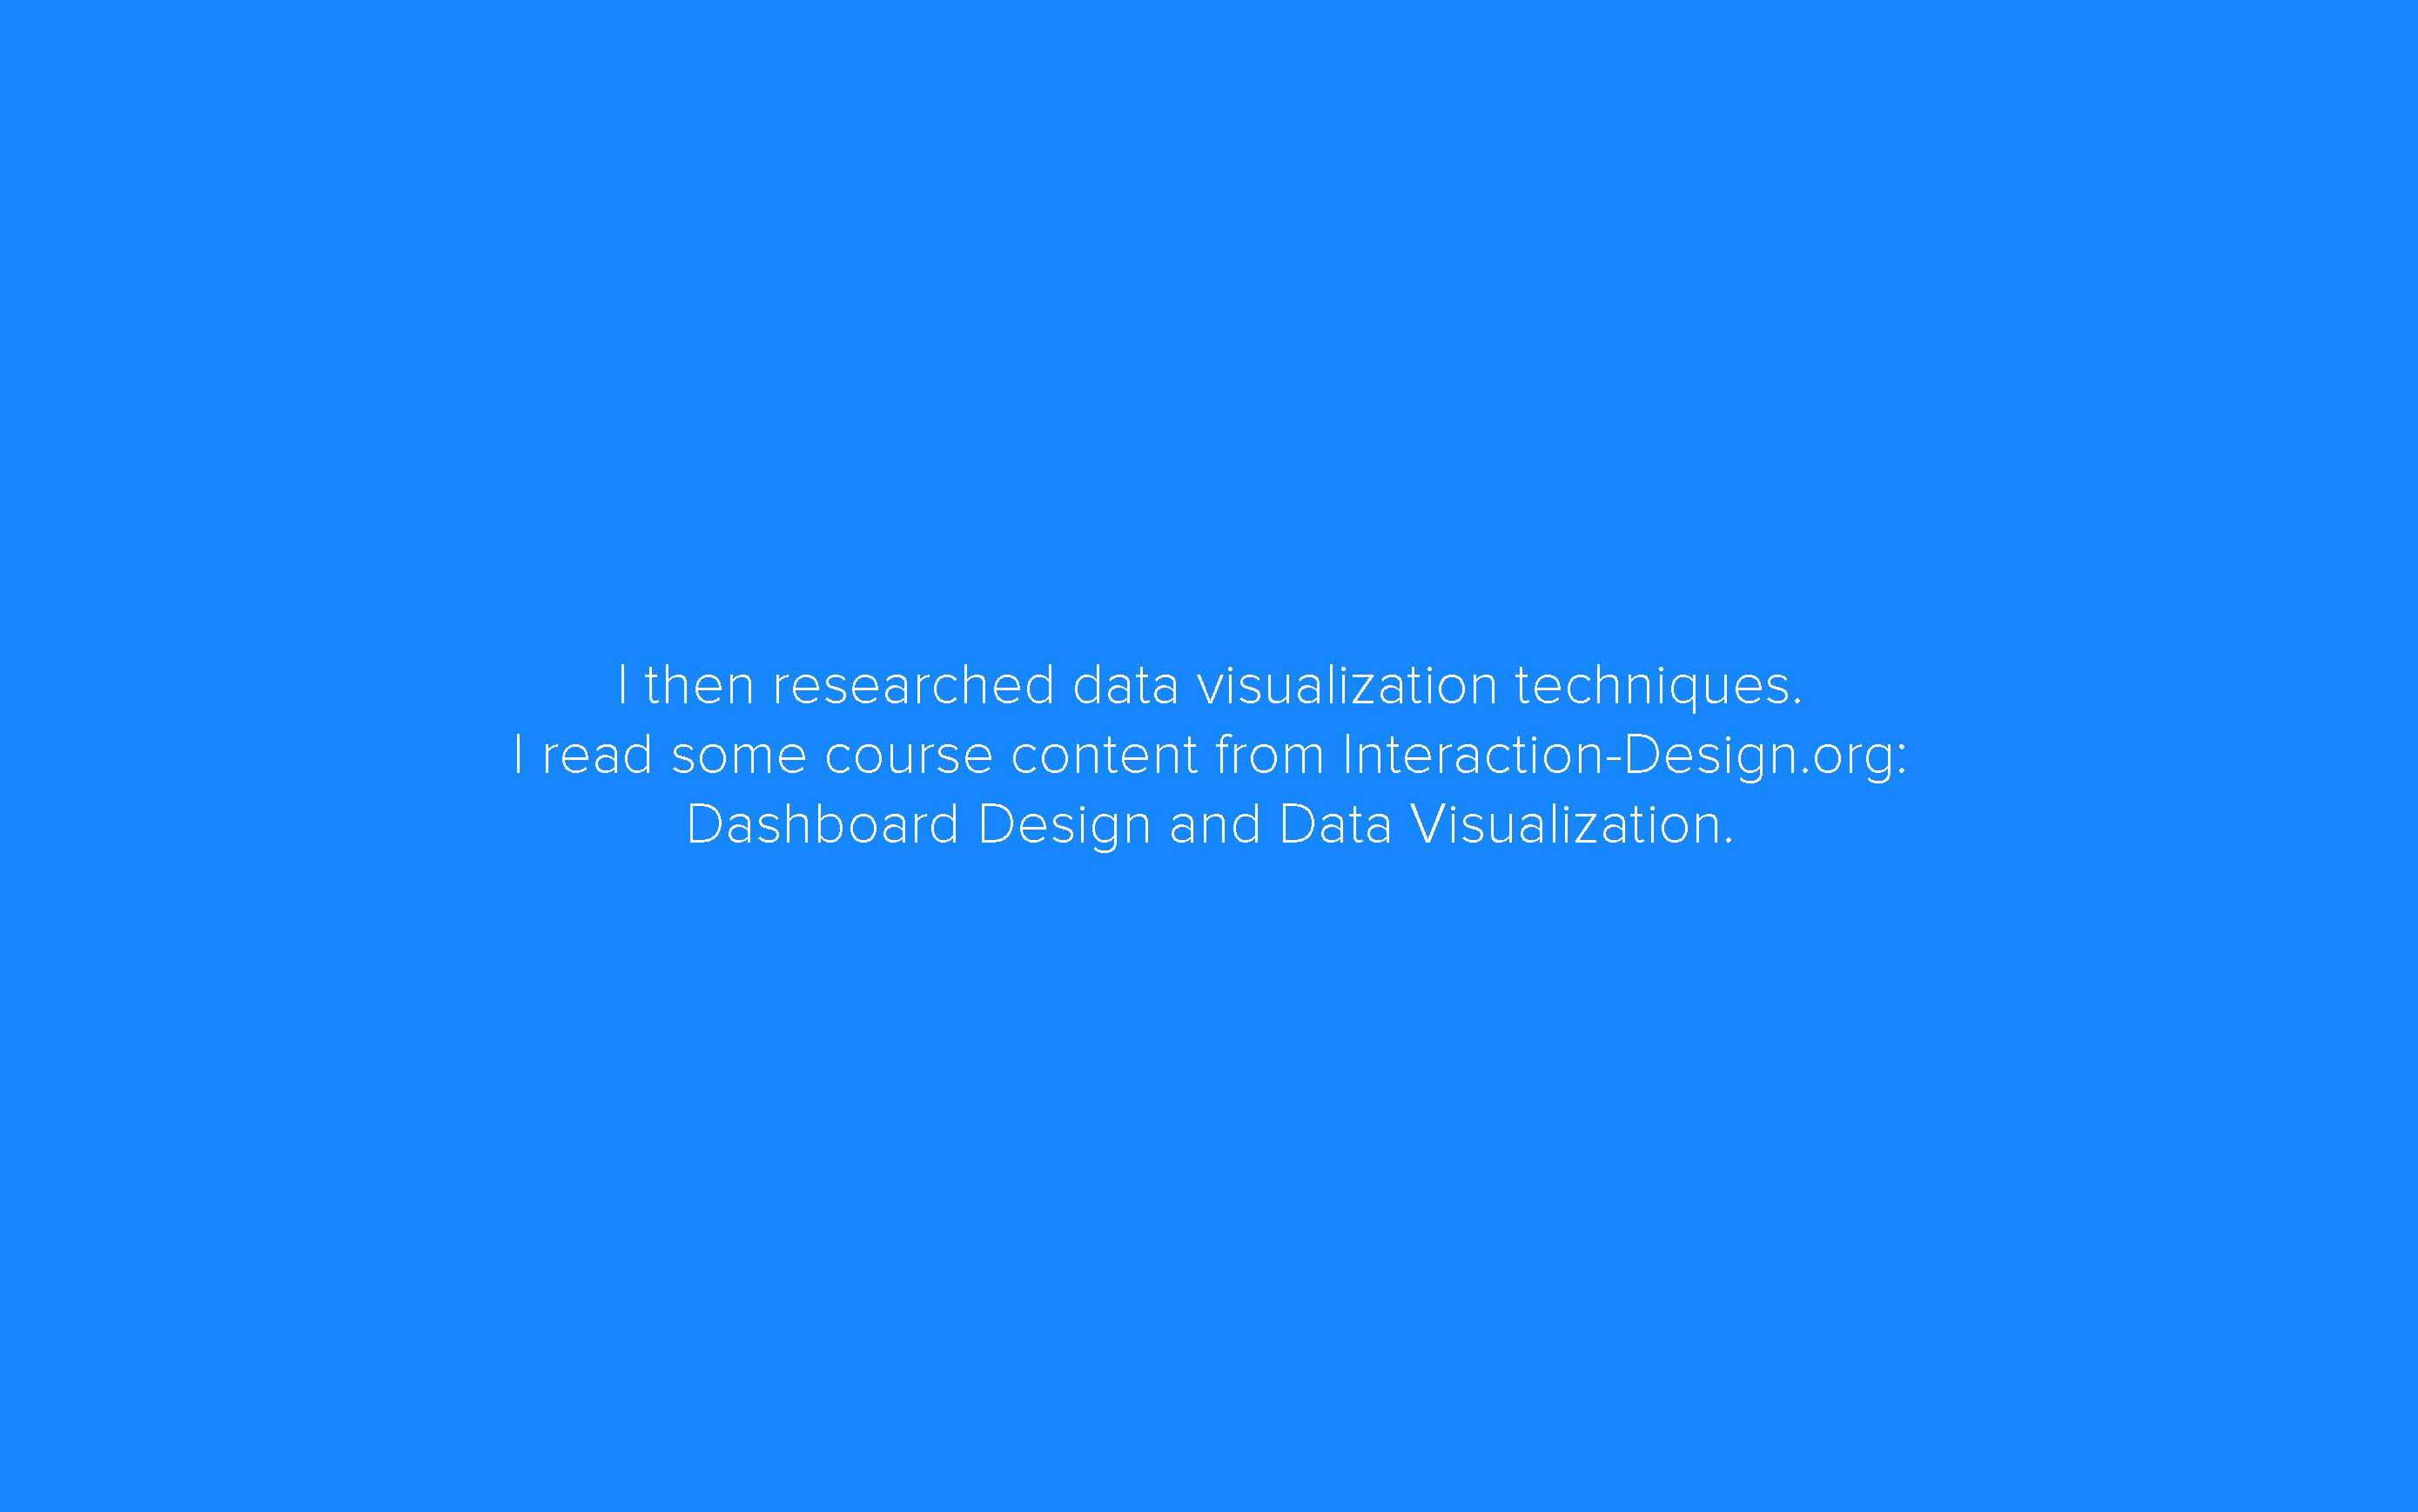 I then researched data visualization techniques.
I read some course content from Interaction-Design.org:
Dashboard Design and Data Visualization.